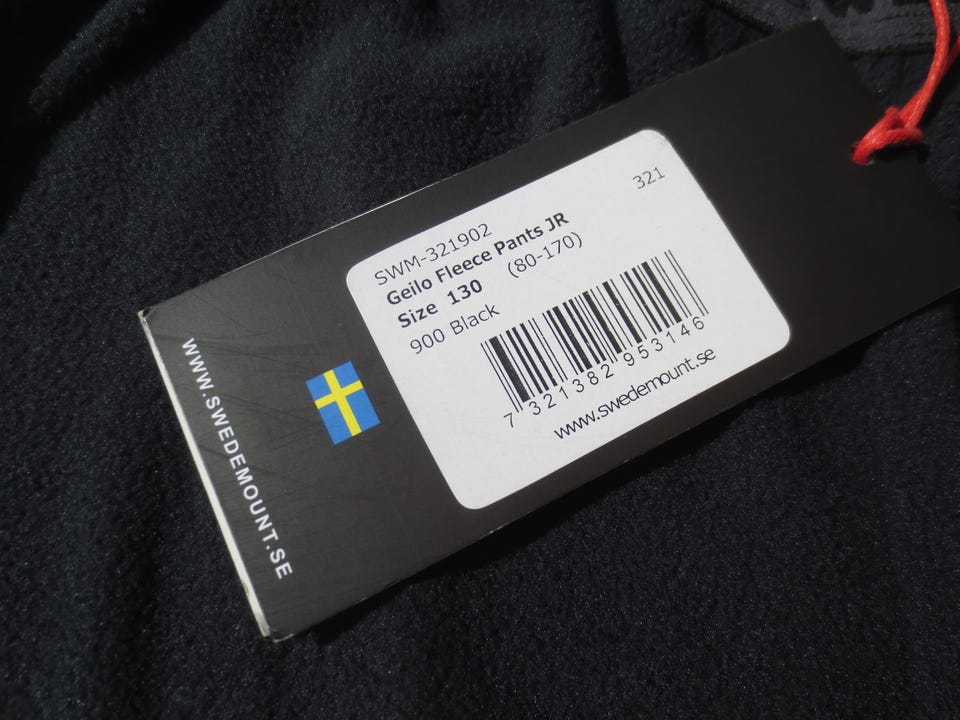 321
SWM-321902
Geilo Fleece Pants JR
Size 130 (80-170)
900 Black
7 321382 953146
www.swedemount.se
WWW.SWEDEMOUNT.SE